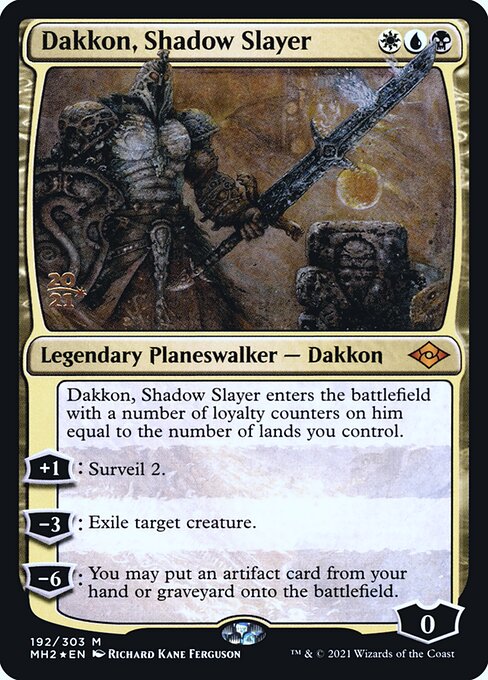 Dakkon, Shadow Slayer
20
21
Legendary Planeswalker — Dakkon
Dakkon, Shadow Slayer enters the battlefield
with a number of loyalty counters on him
equal to the number of lands you control.
+1: Surveil 2.
−3: Exile target creature.
−6: You may put an artifact card from your
hand or graveyard onto the battlefield.
0
192/303 M
MH2★EN Richard Kane Ferguson
™ & © 2021 Wizards of the Coast